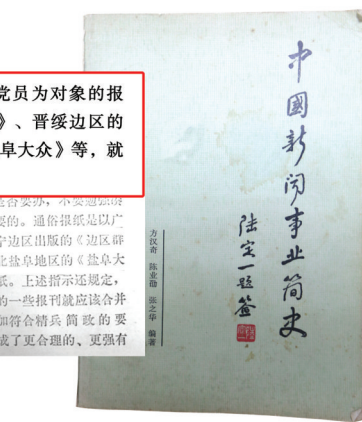 党员为对象的报
》、晋绥边区的
阜大众》等，就
是否要办，不要勉强
要的。通俗报纸是以广
宁边区出版的《边区群
北盐阜地区的《盐阜大
纸。上述指示还规定，
的一些报刊就应该合并
加符合精兵简政的要
成了更合理的、更强有
中國新闻事业简史
陆定一题签
方汉奇 陈业劭 张之华 编著